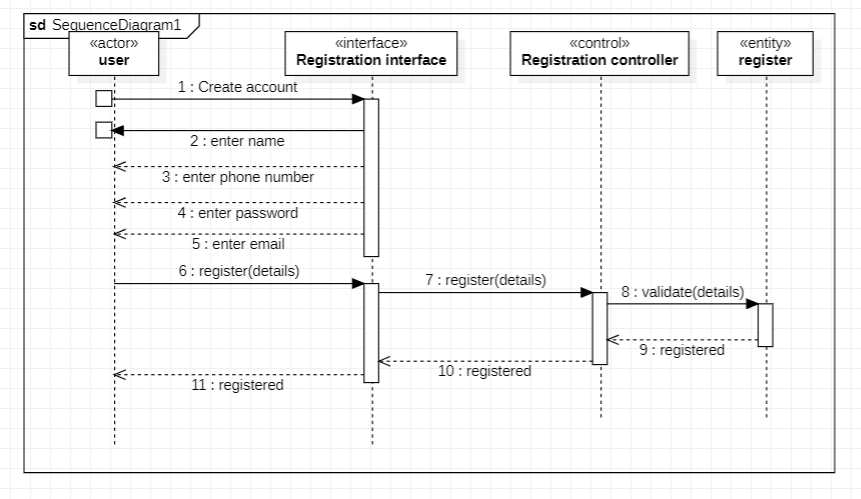 sd SequenceDiagram1
«actor»
user
«interface»
Registration interface
«control»
Registration controller
«entity»
register
1 : Create account
2 : enter name
3 : enter phone number
4 : enter password
5 : enter email
6 : register(details)
7 : register(details)
8 : validate(details)
9 : registered
10 : registered
11 : registered